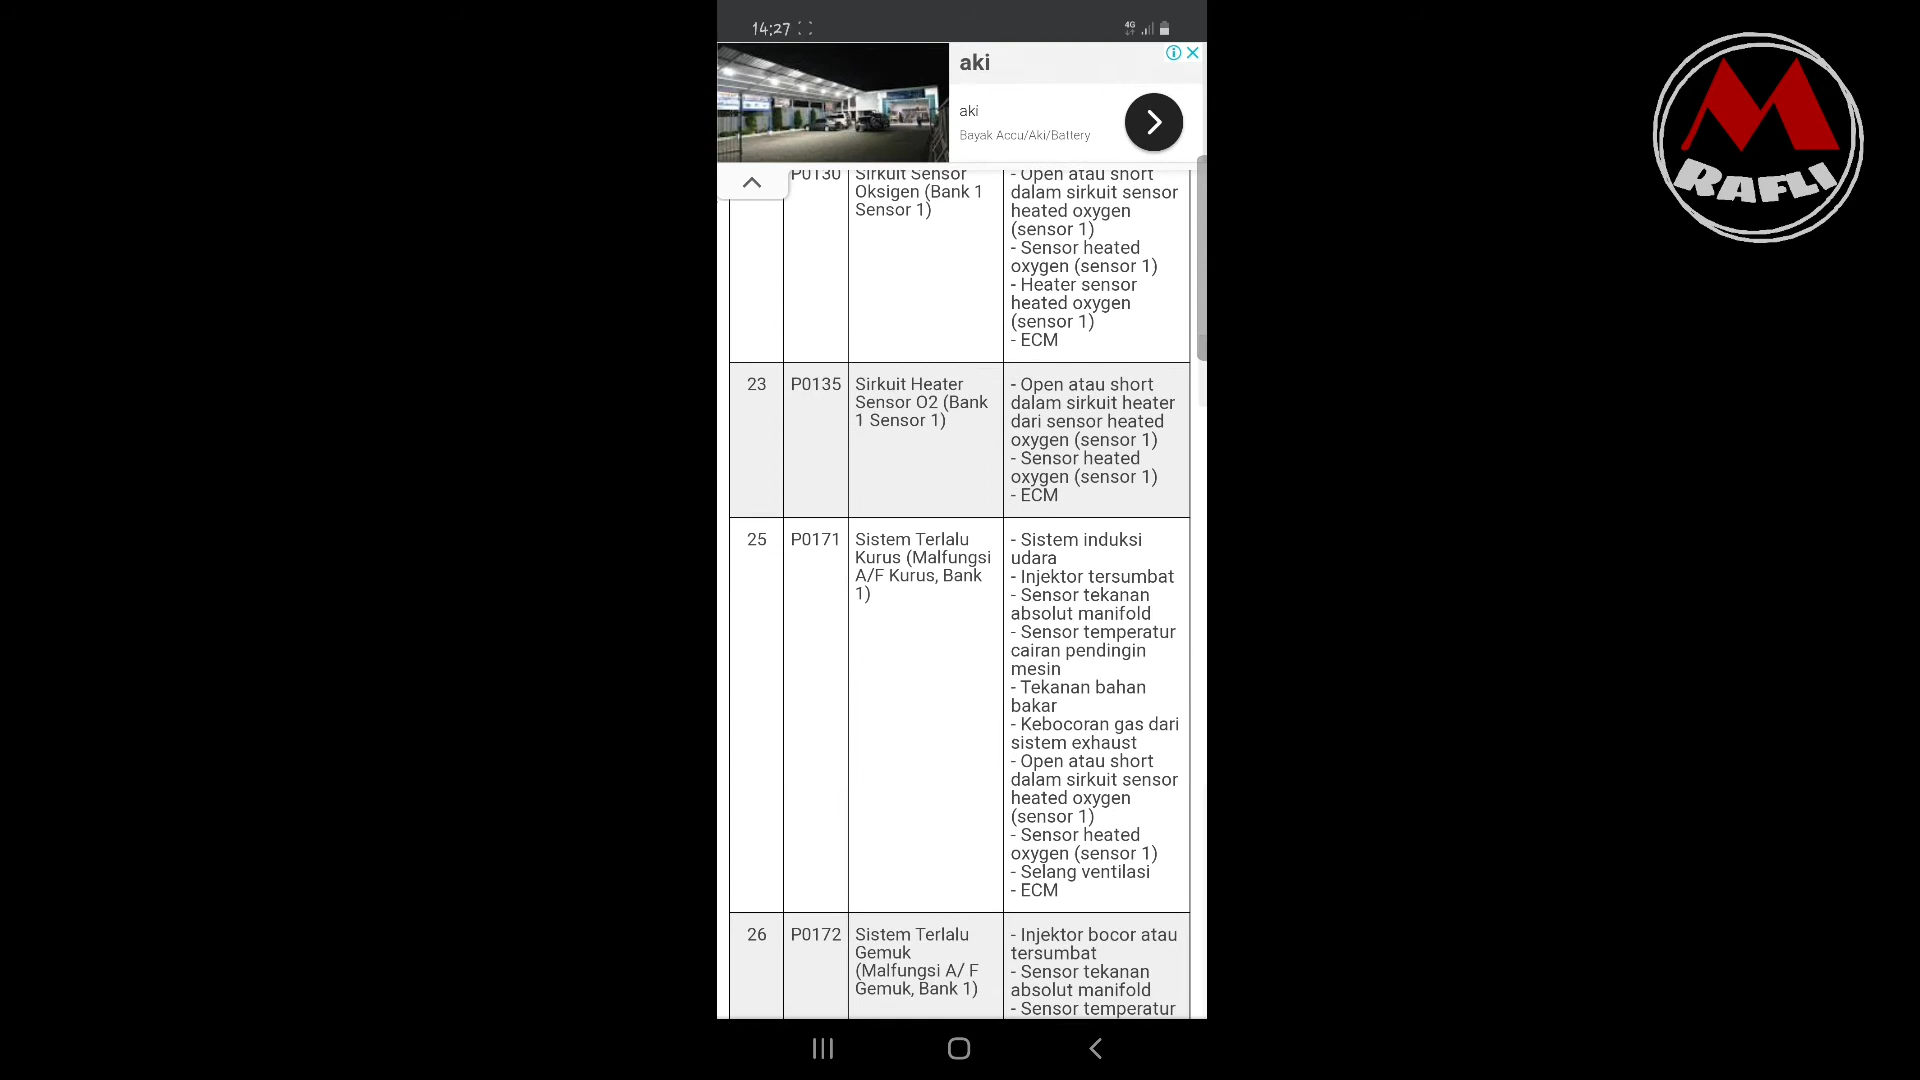 14:27
4G
aki
aki
Bayak Accu/Aki/Battery
M
RAFLI
P0130
Sirkuit Sensor
Oksigen (Bank 1
Sensor 1)
- Open atau short
dalam sirkuit sensor
heated oxygen
(sensor 1)
- Sensor heated
oxygen (sensor 1)
- Heater sensor
heated oxygen
(sensor 1)
- ECM
23
P0135
Sirkuit Heater
Sensor O2 (Bank
1 Sensor 1)
- Open atau short
dalam sirkuit heater
dari sensor heated
oxygen (sensor 1)
- Sensor heated
oxygen (sensor 1)
- ECM
25
P0171
Sistem Terlalu
Kurus (Malfungsi
A/F Kurus, Bank
1)
- Sistem induksi
udara
- Injektor tersumbat
- Sensor tekanan
absolut manifold
- Sensor temperatur
cairan pendingin
mesin
- Tekanan bahan
bakar
- Kebocoran gas dari
sistem exhaust
- Open atau short
dalam sirkuit sensor
heated oxygen
(sensor 1)
- Sensor heated
oxygen (sensor 1)
- Selang ventilasi
- ECM
26
P0172
Sistem Terlalu
Gemuk
(Malfungsi A/ F
Gemuk, Bank 1)
- Injektor bocor atau
tersumbat
- Sensor tekanan
absolut manifold
- Sensor temperatur